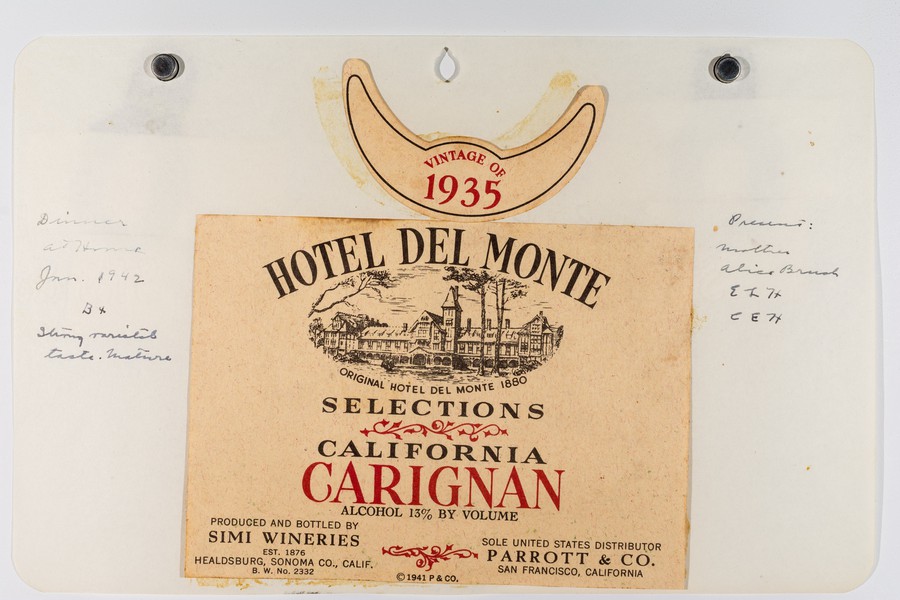 VINTAGE OF
1935
HOTEL DEL MONTE
ORIGINAL HOTEL DEL MONTE 1880
SELECTIONS
CALIFORNIA
CARIGNAN
ALCOHOL 13% BY VOLUME
PRODUCED AND BOTTLED BY
SIMI WINERIES
EST. 1876
HEALDSBURG, SONOMA CO., CALIF.
B. W. No. 2332
SOLE UNITED STATES DISTRIBUTOR
PARROTT & CO.
SAN FRANCISCO, CALIFORNIA
©1941 P & CO.
Dinner
at Home
Jan. 1942
B+
Strong varietal
taste. Mature
Present:
Mother
Alice Brush
E L H
C E H